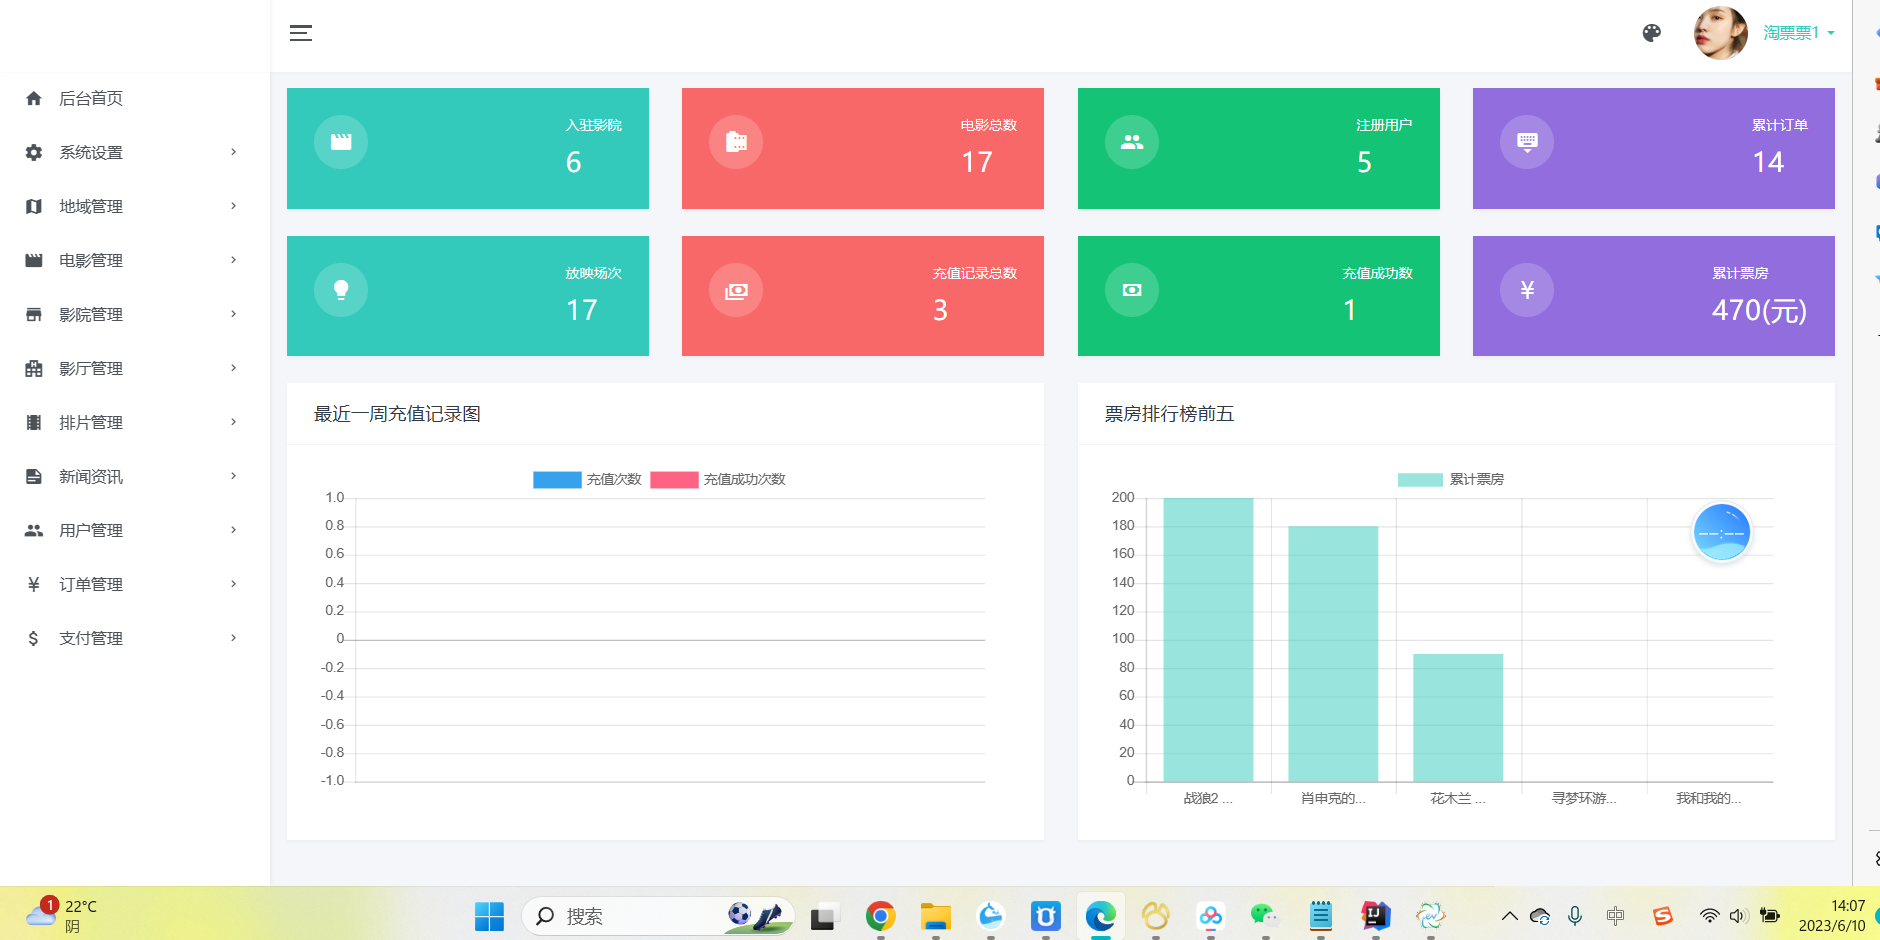 淘票票1
后台首页
系统设置
地域管理
电影管理
影院管理
影厅管理
排片管理
新闻资讯
用户管理
订单管理
支付管理
入驻影院
6
电影总数
17
注册用户
5
累计订单
14
放映场次
17
充值记录总数
3
充值成功数
1
累计票房
470(元)
最近一周充值记录图
充值次数 充值成功次数
1.0
0.8
0.6
0.4
0.2
0
-0.2
-0.4
-0.6
-0.8
-1.0
票房排行榜前五
累计票房
200
180
160
140
120
100
80
60
40
20
0
战狼2 ... 肖申克的... 花木兰 ... 寻梦环游... 我和我的...
1
22°C
阴
搜索
中
14:07
2023/6/10